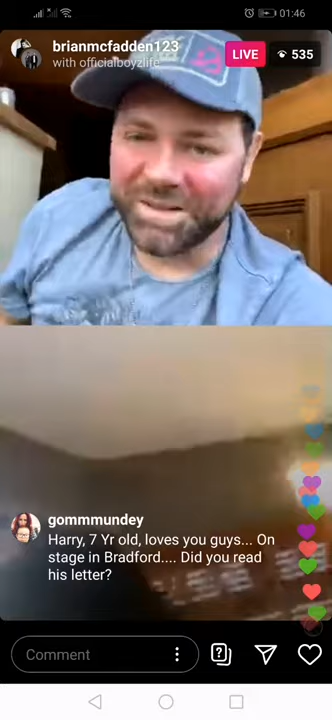 01:46
brianmcfadden123
with officialboyzlife
LIVE
535
gommmundey
Harry, 7 Yr old, loves you guys... On
stage in Bradford.... Did you read
his letter?
Comment